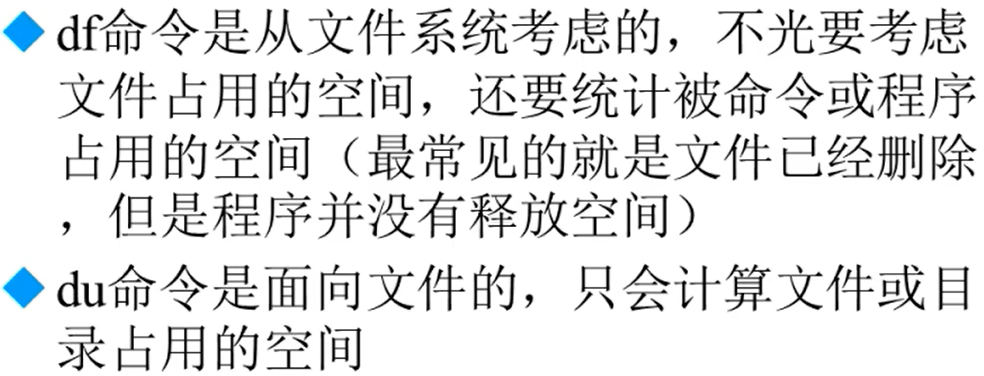 df命令是从文件系统考虑的，不光要考虑
文件占用的空间，还要统计被命令或程序
占用的空间（最常见的就是文件已经删除
，但是程序并没有释放空间）
du命令是面向文件的，只会计算文件或目
录占用的空间